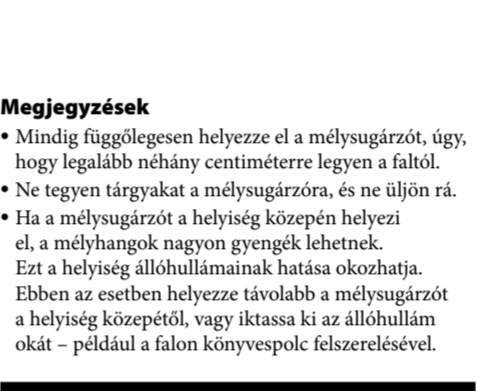 Megjegyzések
• Mindig függőlegesen helyezze el a mélysugárzót, úgy,
hogy legalább néhány centiméterre legyen a faltól.
• Ne tegyen tárgyakat a mélysugárzóra, és ne üljön rá.
• Ha a mélysugárzót a helyiség közepén helyezi
el, a mélyhangok nagyon gyengék lehetnek.
Ezt a helyiség állóhullámainak hatása okozhatja.
Ebben az esetben helyezze távolabb a mélysugárzót
a helyiség közepétől, vagy iktassa ki az állóhullám
okát – például a falon könyvespolc felszerelésével.